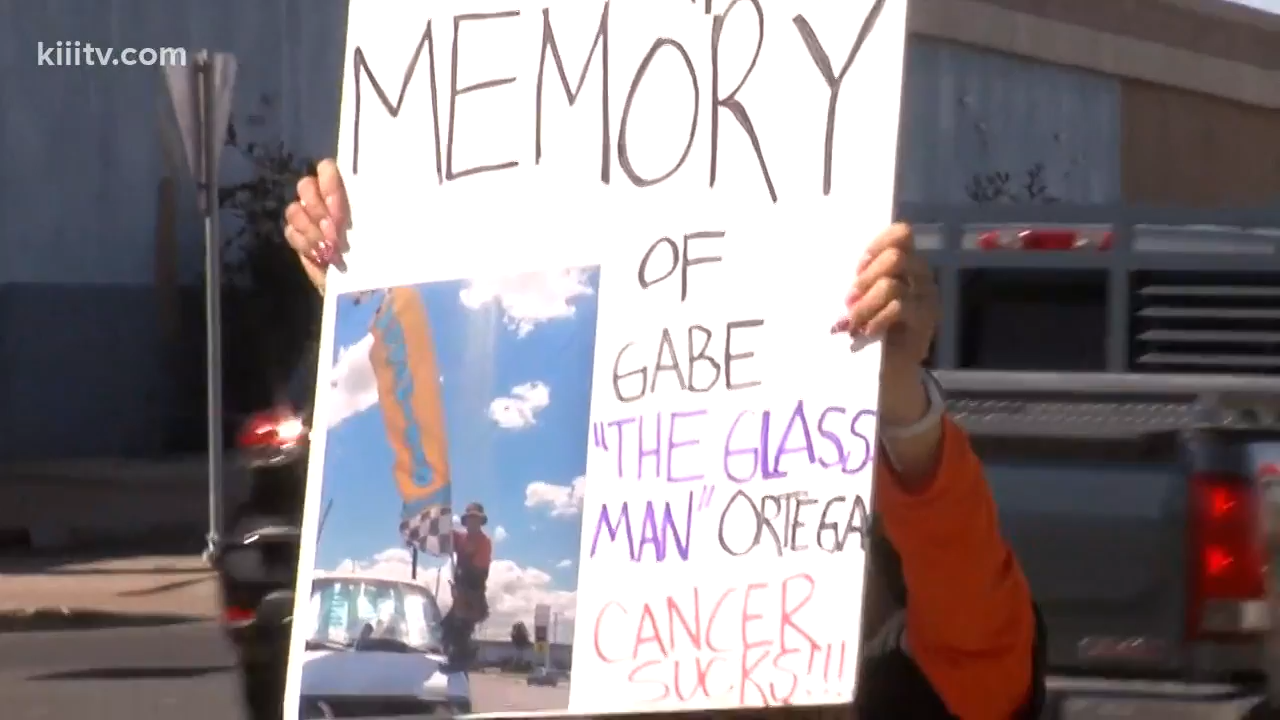 kiiitv.com
MEMORY
OF
GABE
"THE GLASS
MAN" ORTEGA
CANCER
SUCKS!!!